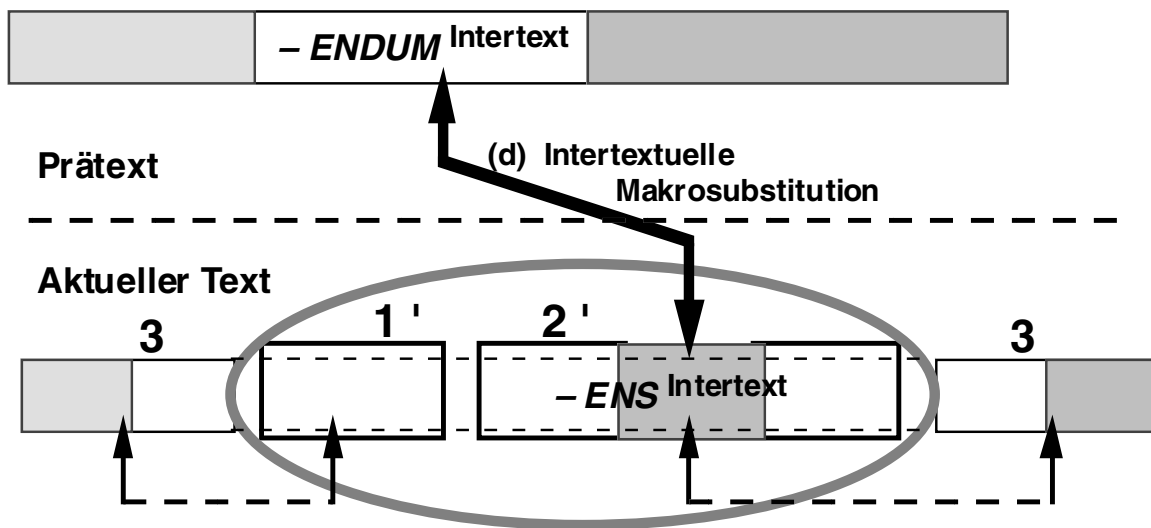 – ENDUM Intertext
(d) Intertextuelle
Prätext
Makrosubstitution
Aktueller Text
3 1 ' 2 ' 3
– ENS Intertext